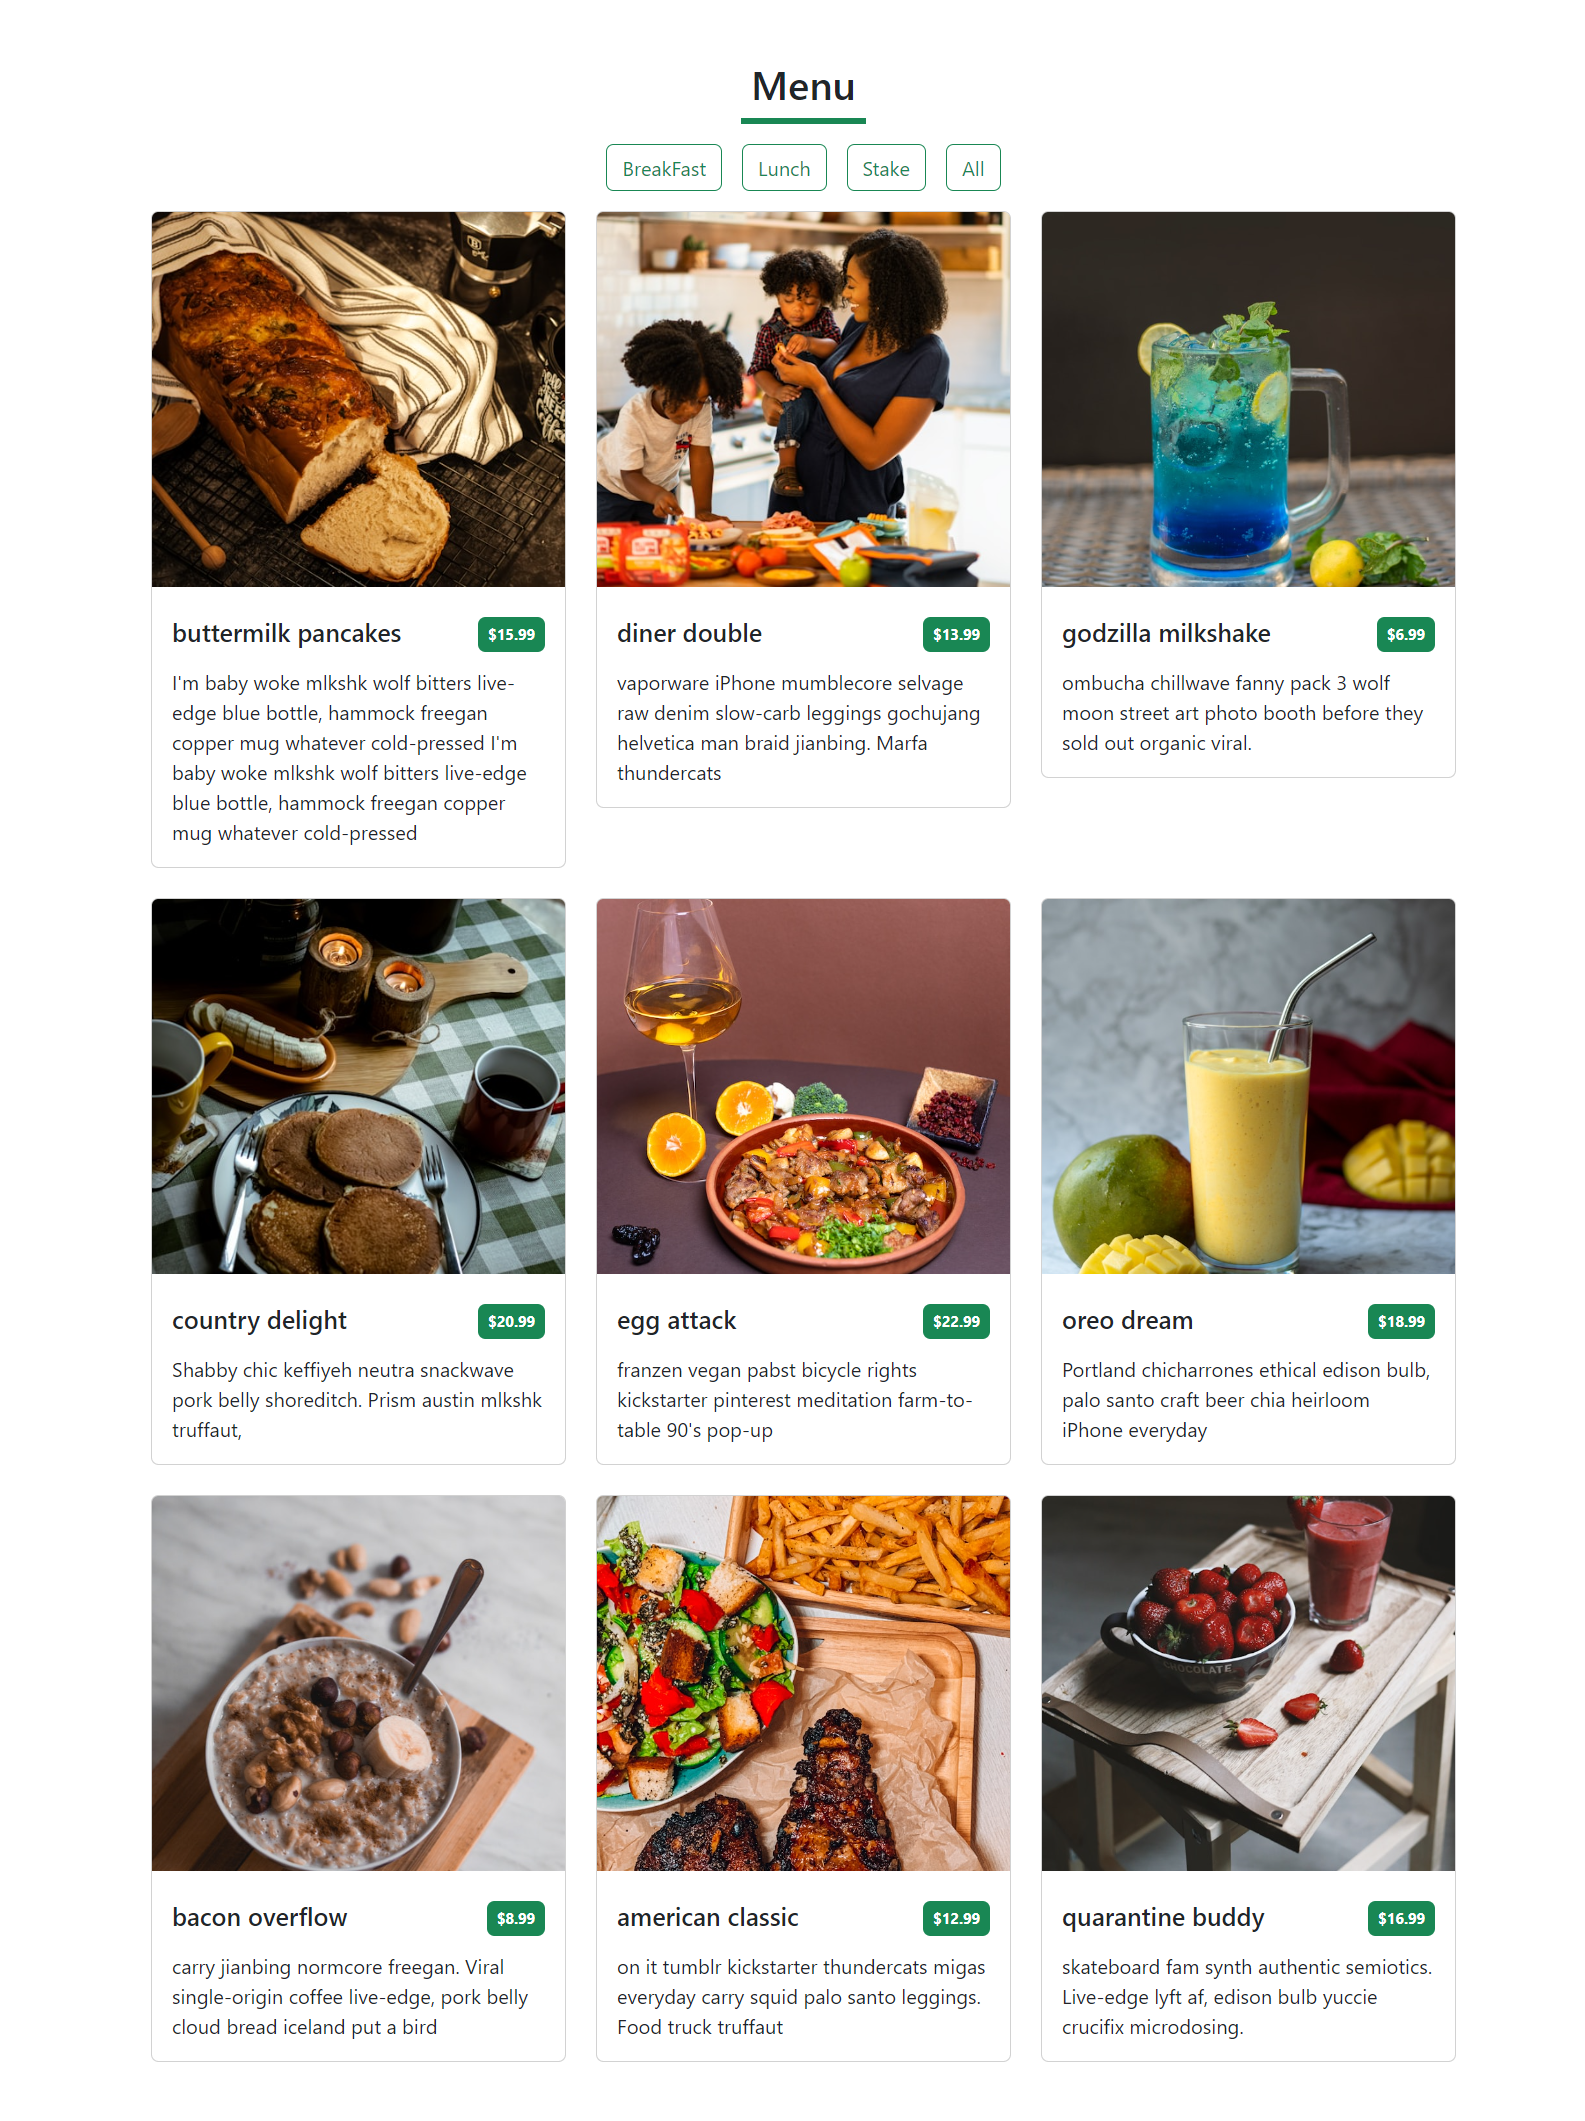 Menu
BreakFast
Lunch
Stake
All
buttermilk pancakes
$15.99
I'm baby woke mlkshk wolf bitters live-
edge blue bottle, hammock freegan
copper mug whatever cold-pressed I'm
baby woke mlkshk wolf bitters live-edge
blue bottle, hammock freegan copper
mug whatever cold-pressed
diner double
$13.99
vaporware iPhone mumblecore selvage
raw denim slow-carb leggings gochujang
helvetica man braid jianbing. Marfa
thundercats
godzilla milkshake
$6.99
ombucha chillwave fanny pack 3 wolf
moon street art photo booth before they
sold out organic viral.
country delight
$20.99
Shabby chic keffiyeh neutra snackwave
pork belly shoreditch. Prism austin mlkshk
truffaut,
egg attack
$22.99
franzen vegan pabst bicycle rights
kickstarter pinterest meditation farm-to-
table 90's pop-up
oreo dream
$18.99
Portland chicharrones ethical edison bulb,
palo santo craft beer chia heirloom
iPhone everyday
bacon overflow
$8.99
carry jianbing normcore freegan. Viral
single-origin coffee live-edge, pork belly
cloud bread iceland put a bird
american classic
$12.99
on it tumblr kickstarter thundercats migas
everyday carry squid palo santo leggings.
Food truck truffaut
CHOCOLATE
quarantine buddy
$16.99
skateboard fam synth authentic semiotics.
Live-edge lyft af, edison bulb yuccie
crucifix microdosing.